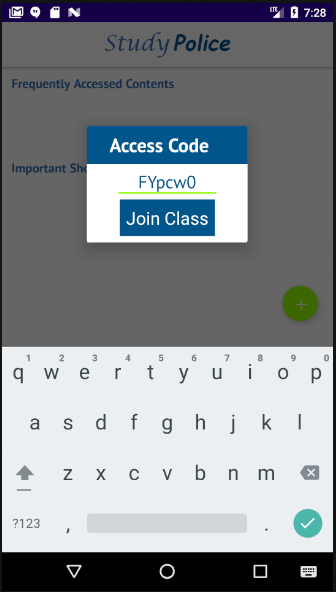 LTE 7:28
Study Police
Frequently Accessed Contents
Important Sh
Access Code
FYpcw0
Join Class
+
1 2 3 4 5 6 7 8 9 0
q w e r t y u i o p
a s d f g h j k l
z x c v b n m
?123 , .